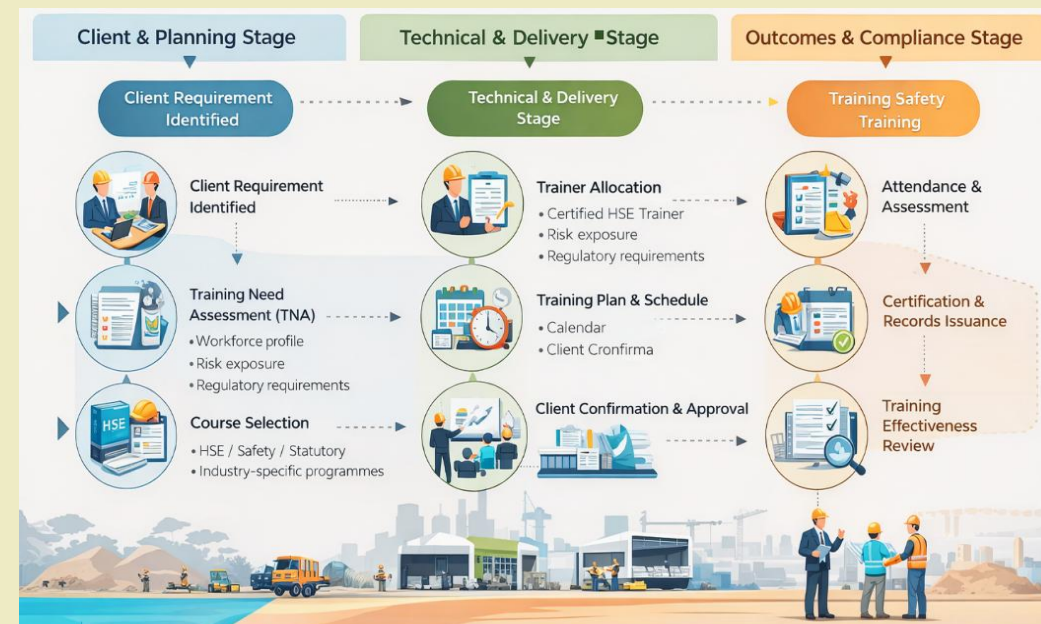 Client & Planning Stage
Technical & Delivery ■Stage
Outcomes & Compliance Stage
Client Requirement
Identified
Technical & Delivery
Stage
Training Safety
Training
Client Requirement
Identified
Trainer Allocation
• Certified HSE Trainer
• Risk exposure
• Regulatory requirements
Attendance &
Assessment
Training Need
Assessment (TNA)
• Workforce profile
• Risk exposure
• Regulatory requirements
Training Plan & Schedule
• Calendar
• Client Cronfirma
Certification &
Records Issuance
HSE
Course Selection
• HSE / Safety / Statutory
• Industry-specific programmes
Client Confirmation & Approval
Training
Effectiveness
Review